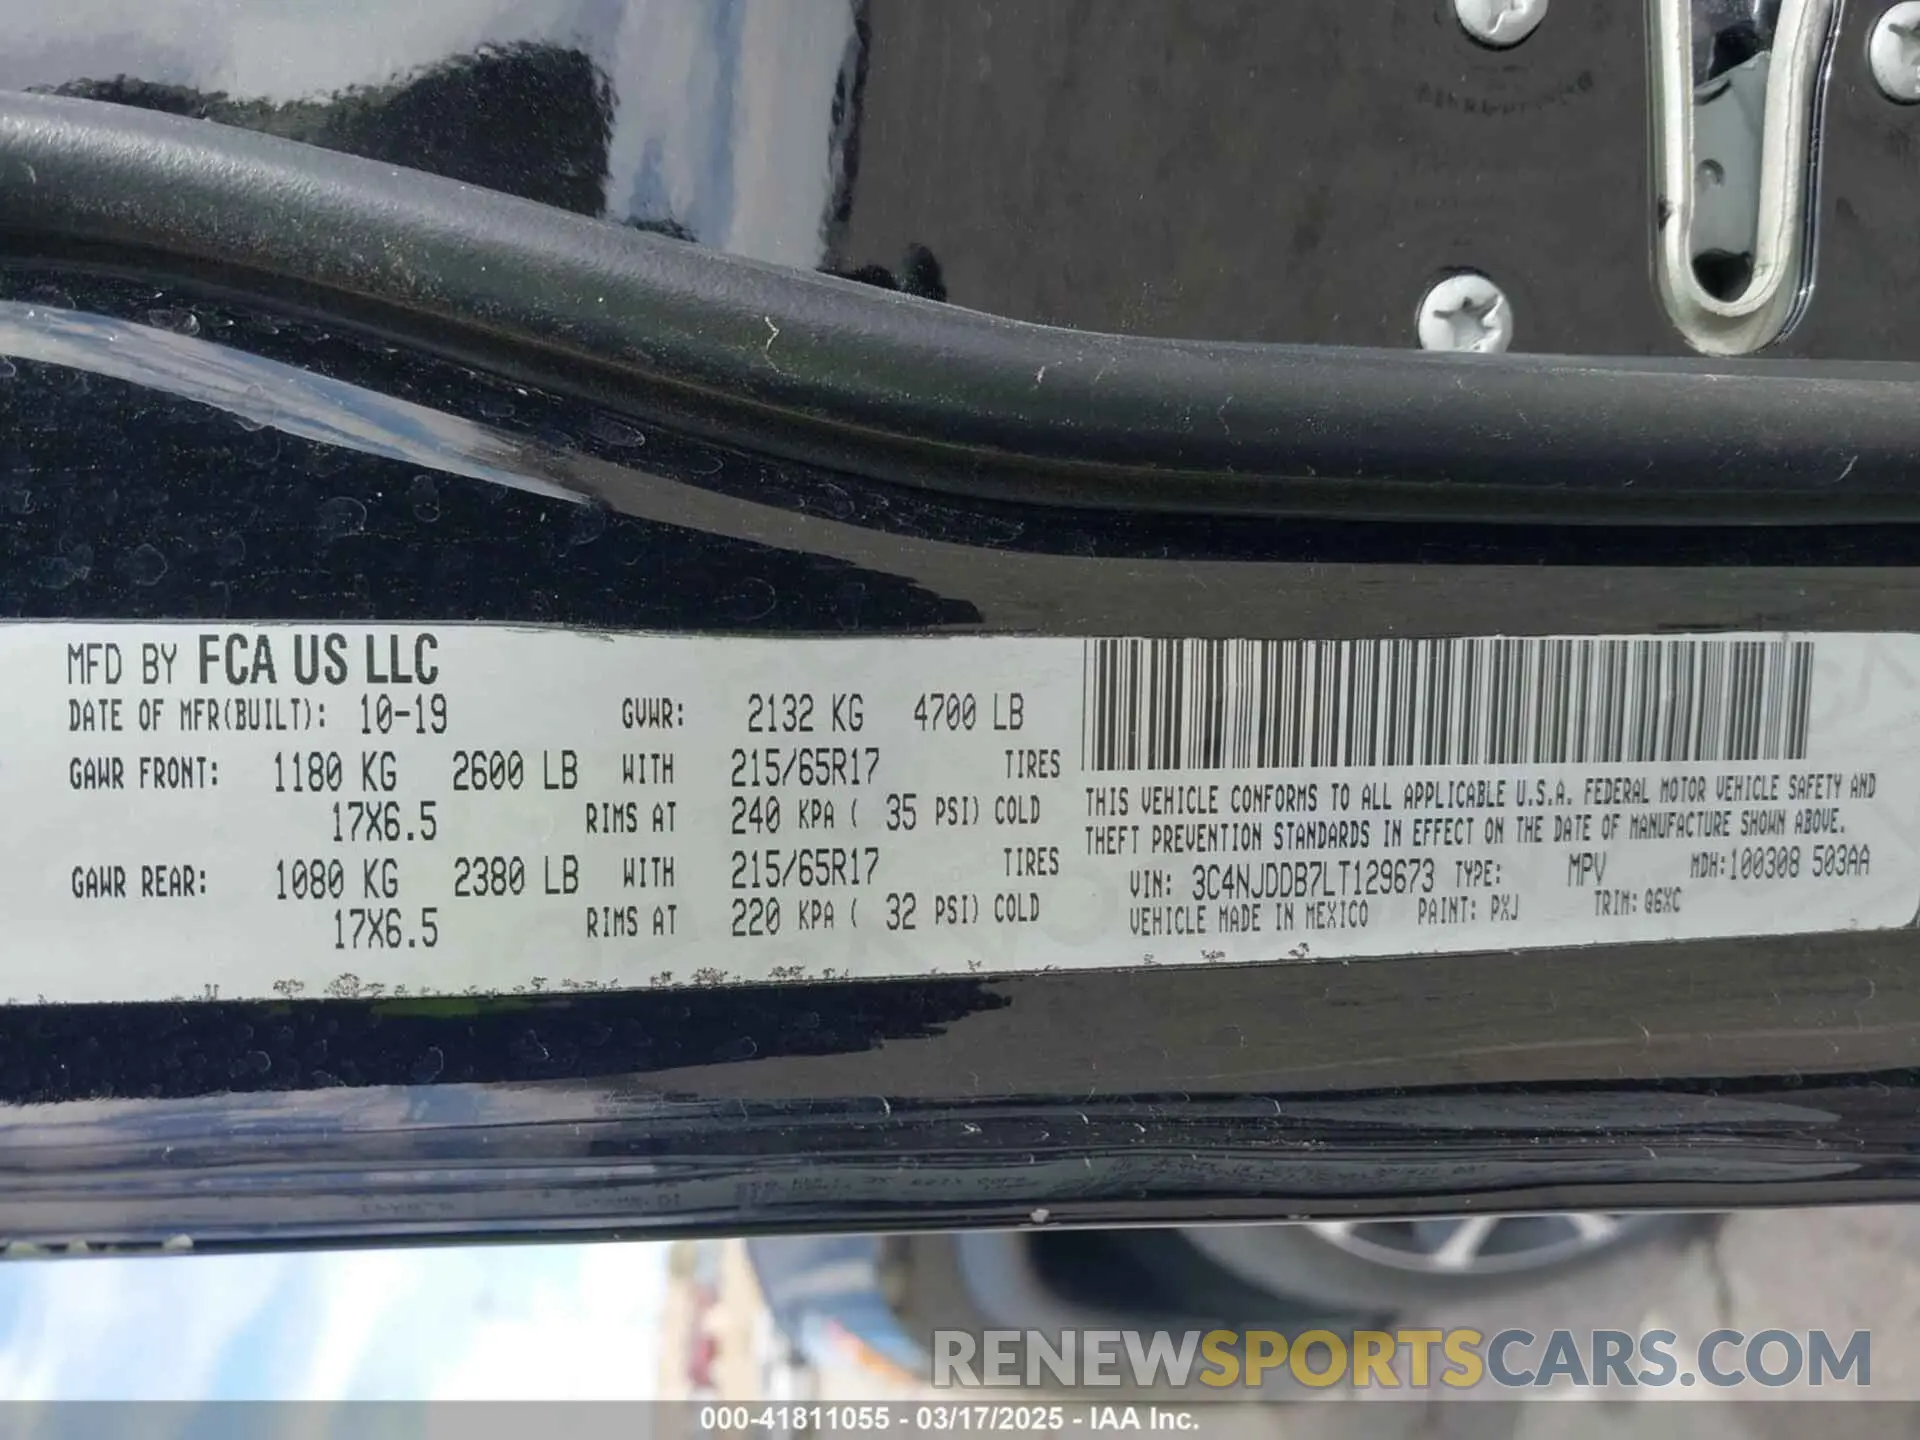 MFD BY FCA US LLC
DATE OF MFR(BUILT): 10-19 GVWR: 2132 KG 4700 LB
GAWR FRONT: 1180 KG 2600 LB WITH 215/65R17 TIRES
17X6.5 RIMS AT 240 KPA ( 35 PSI) COLD
GAWR REAR: 1080 KG 2380 LB WITH 215/65R17 TIRES
17X6.5 RIMS AT 220 KPA ( 32 PSI) COLD
THIS VEHICLE CONFORMS TO ALL APPLICABLE U.S.A. FEDERAL MOTOR VEHICLE SAFETY AND
THEFT PREVENTION STANDARDS IN EFFECT ON THE DATE OF MANUFACTURE SHOWN ABOVE.
VIN: 3C4NJDDB7LT129673 TYPE: MPV MDH:100308 503AA
VEHICLE MADE IN MEXICO PAINT: PXJ TRIM: Q6XC
RENEWSPORTSCARS.COM
000-41811055 - 03/17/2025 - IAA Inc.